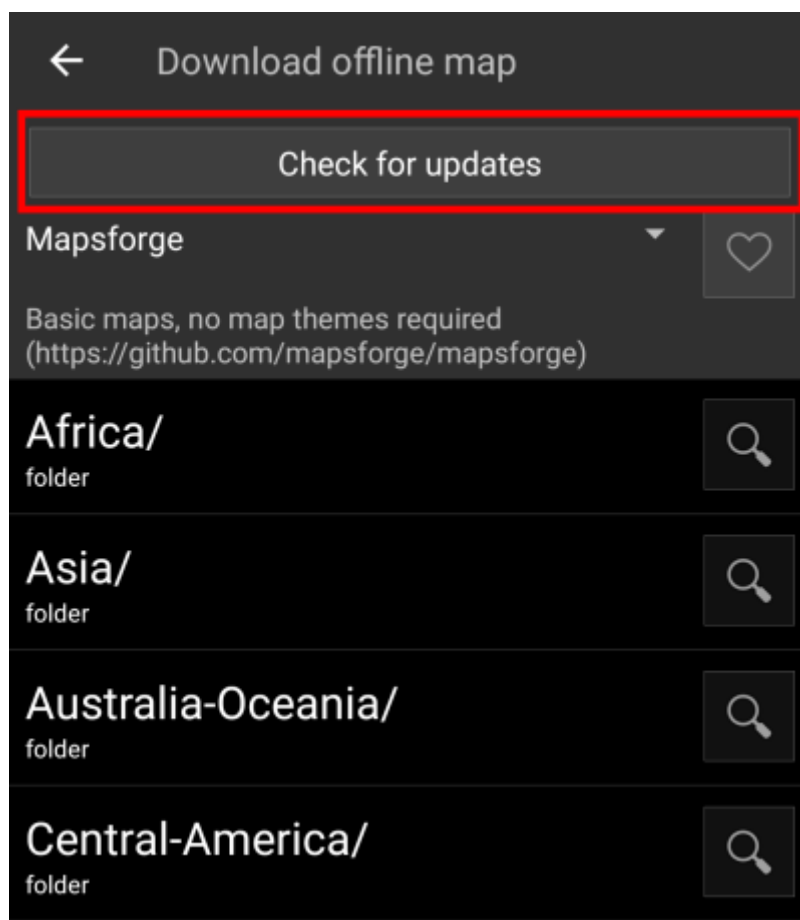 Download offline map
Check for updates
Mapsforge
Basic maps, no map themes required
(https://github.com/mapsforge/mapsforge)
Africa/
folder
Asia/
folder
Australia-Oceania/
folder
Central-America/
folder